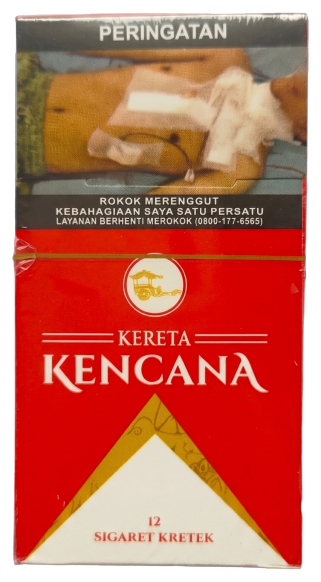 PERINGATAN
ROKOK MERENGGUT
KEBAHAGIAAN SAYA SATU PERSATU
LAYANAN BERHENTI MEROKOK (0800-177-6565)
KERETA
KENCANA
12
SIGARET KRETEK